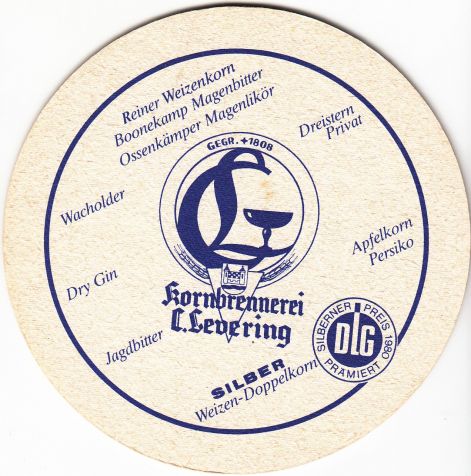 Reiner Weizenkorn
Boonekamp Magenbitter
Ossenkämper Magenlikör
Dreistern
Privat
Wacholder
GEGR. + 1808
CL
Apfelkorn
Persiko
Dry Gin
Kornbrennerei
C. Levering
Jagdbitter
SILBERNER PREIS 1980
DLG
PRÄMIERT
SILBER
Weizen-Doppelkorn